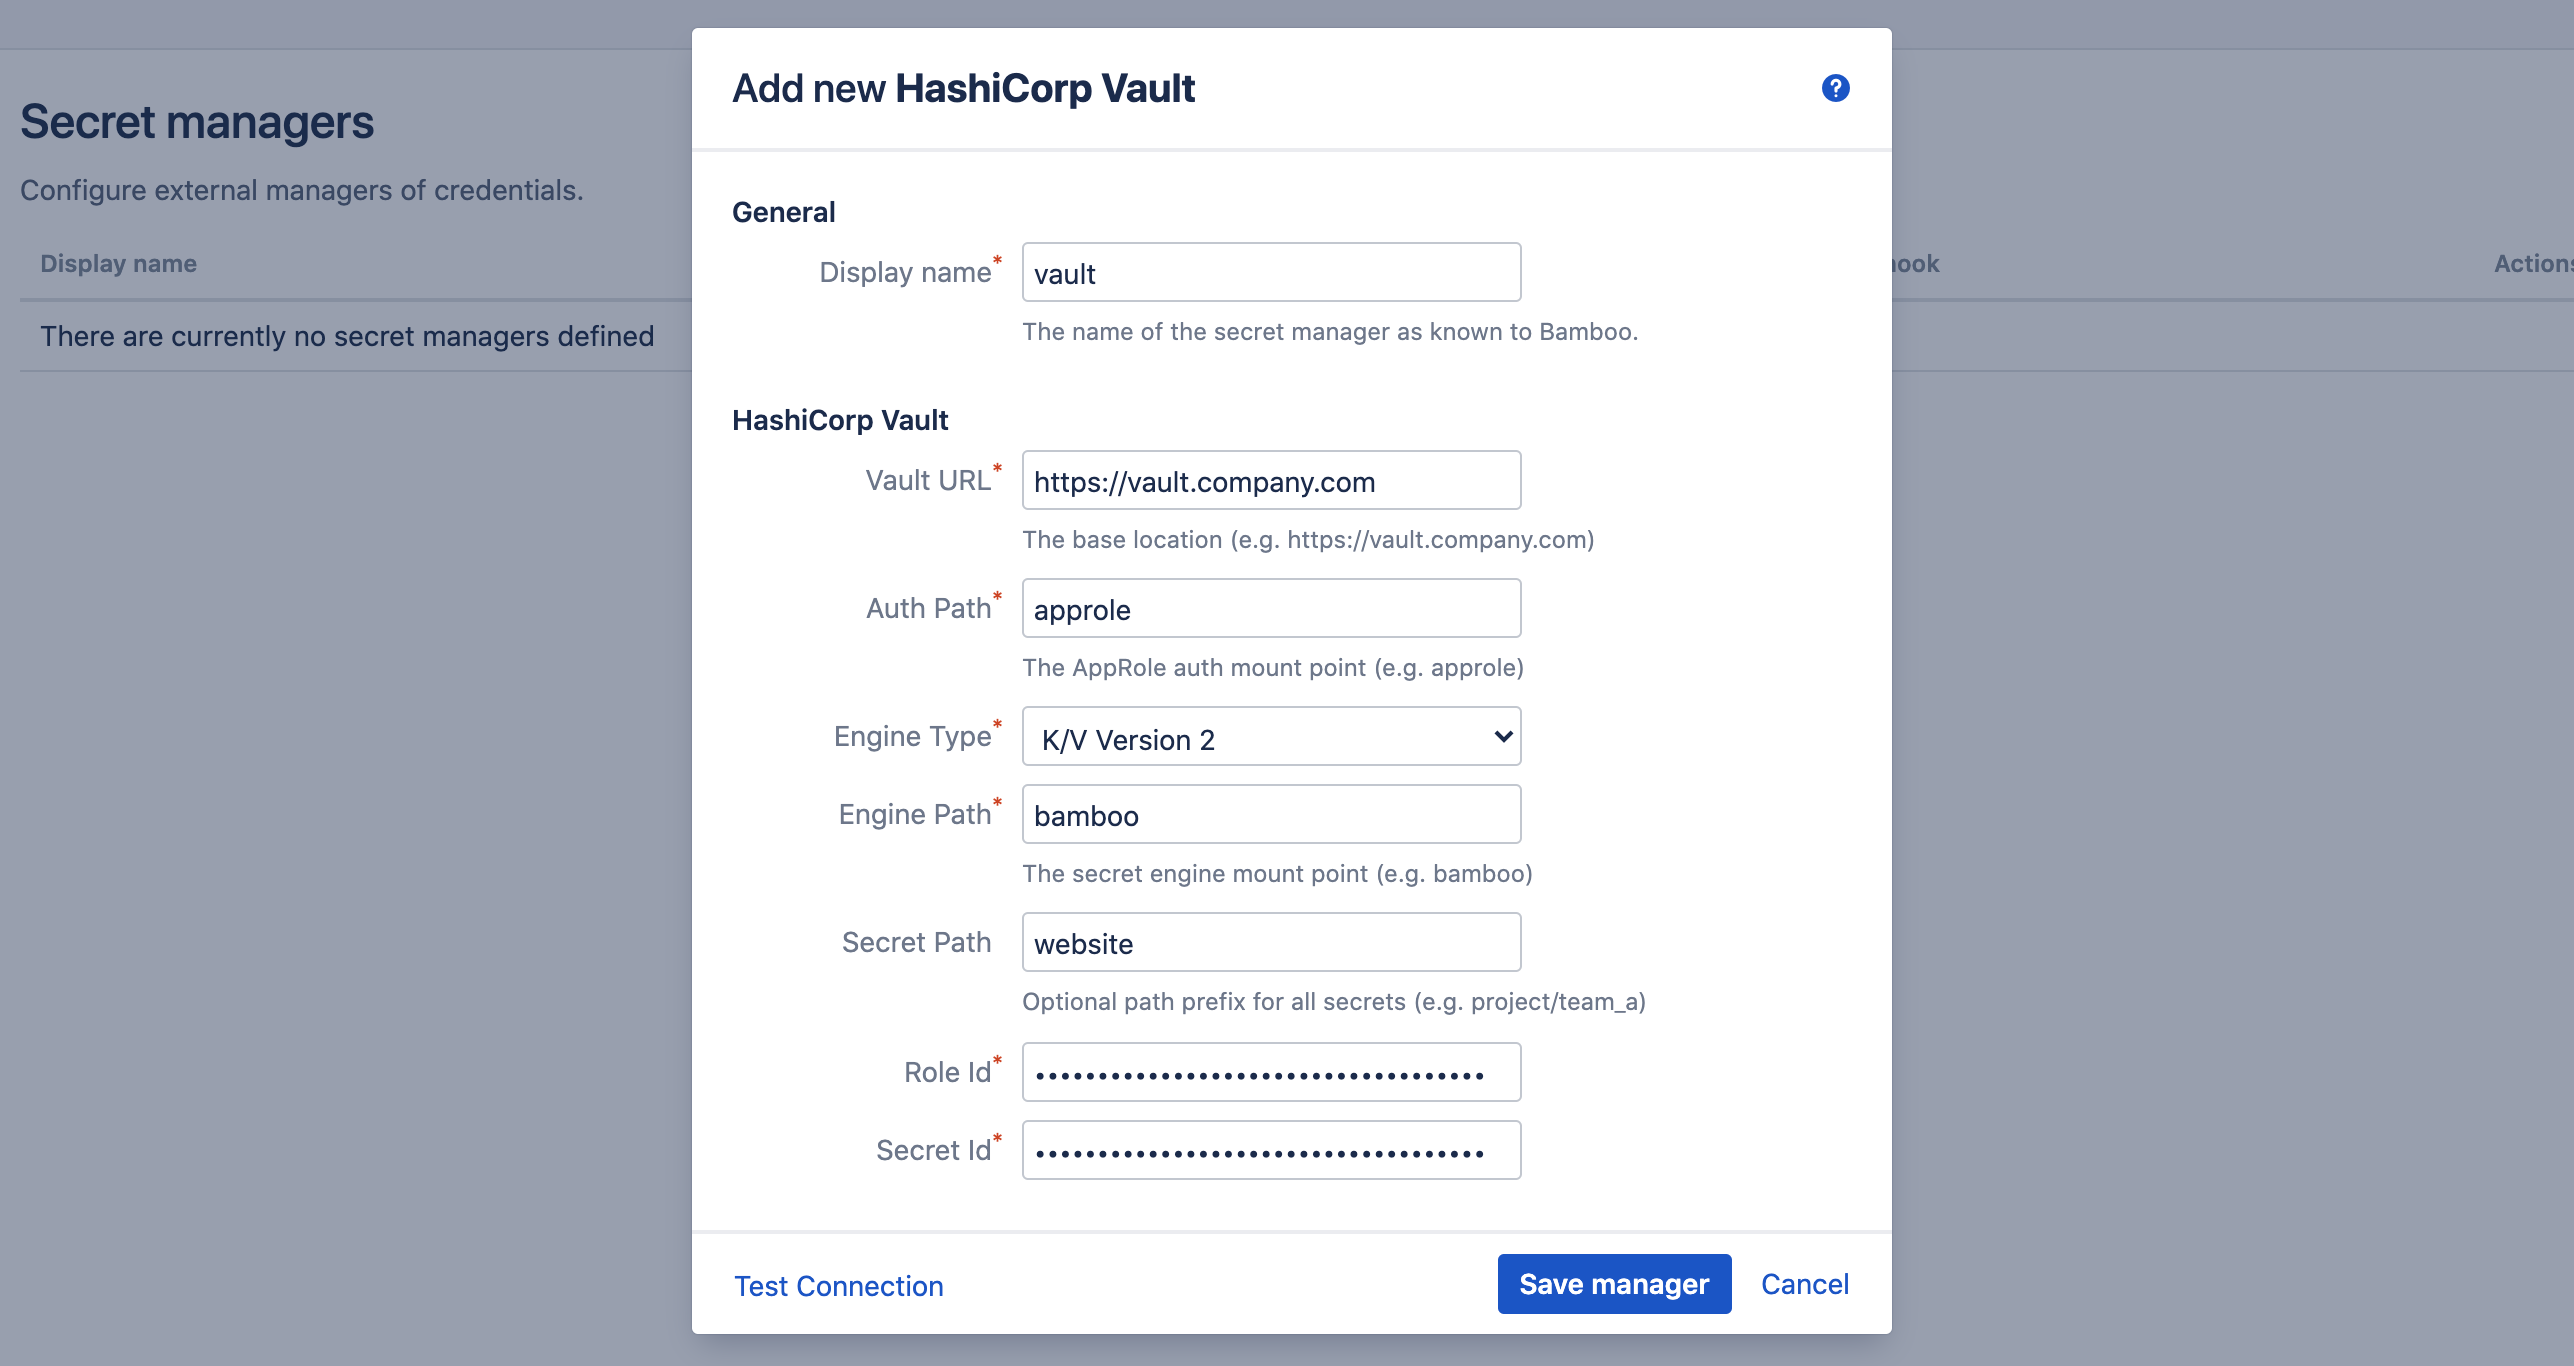 Add new HashiCorp Vault
?
Secret managers
Configure external managers of credentials.
Display name
Actions
There are currently no secret managers defined
General
Display name*
vault
The name of the secret manager as known to Bamboo.
HashiCorp Vault
Vault URL*
https://vault.company.com
The base location (e.g. https://vault.company.com)
Auth Path*
approle
The AppRole auth mount point (e.g. approle)
Engine Type*
K/V Version 2
Engine Path*
bamboo
The secret engine mount point (e.g. bamboo)
Secret Path
website
Optional path prefix for all secrets (e.g. project/team_a)
Role Id*
••••••••••••••••••••••••••••••••••••
Secret Id*
••••••••••••••••••••••••••••••••••••
Test Connection
Save manager
Cancel